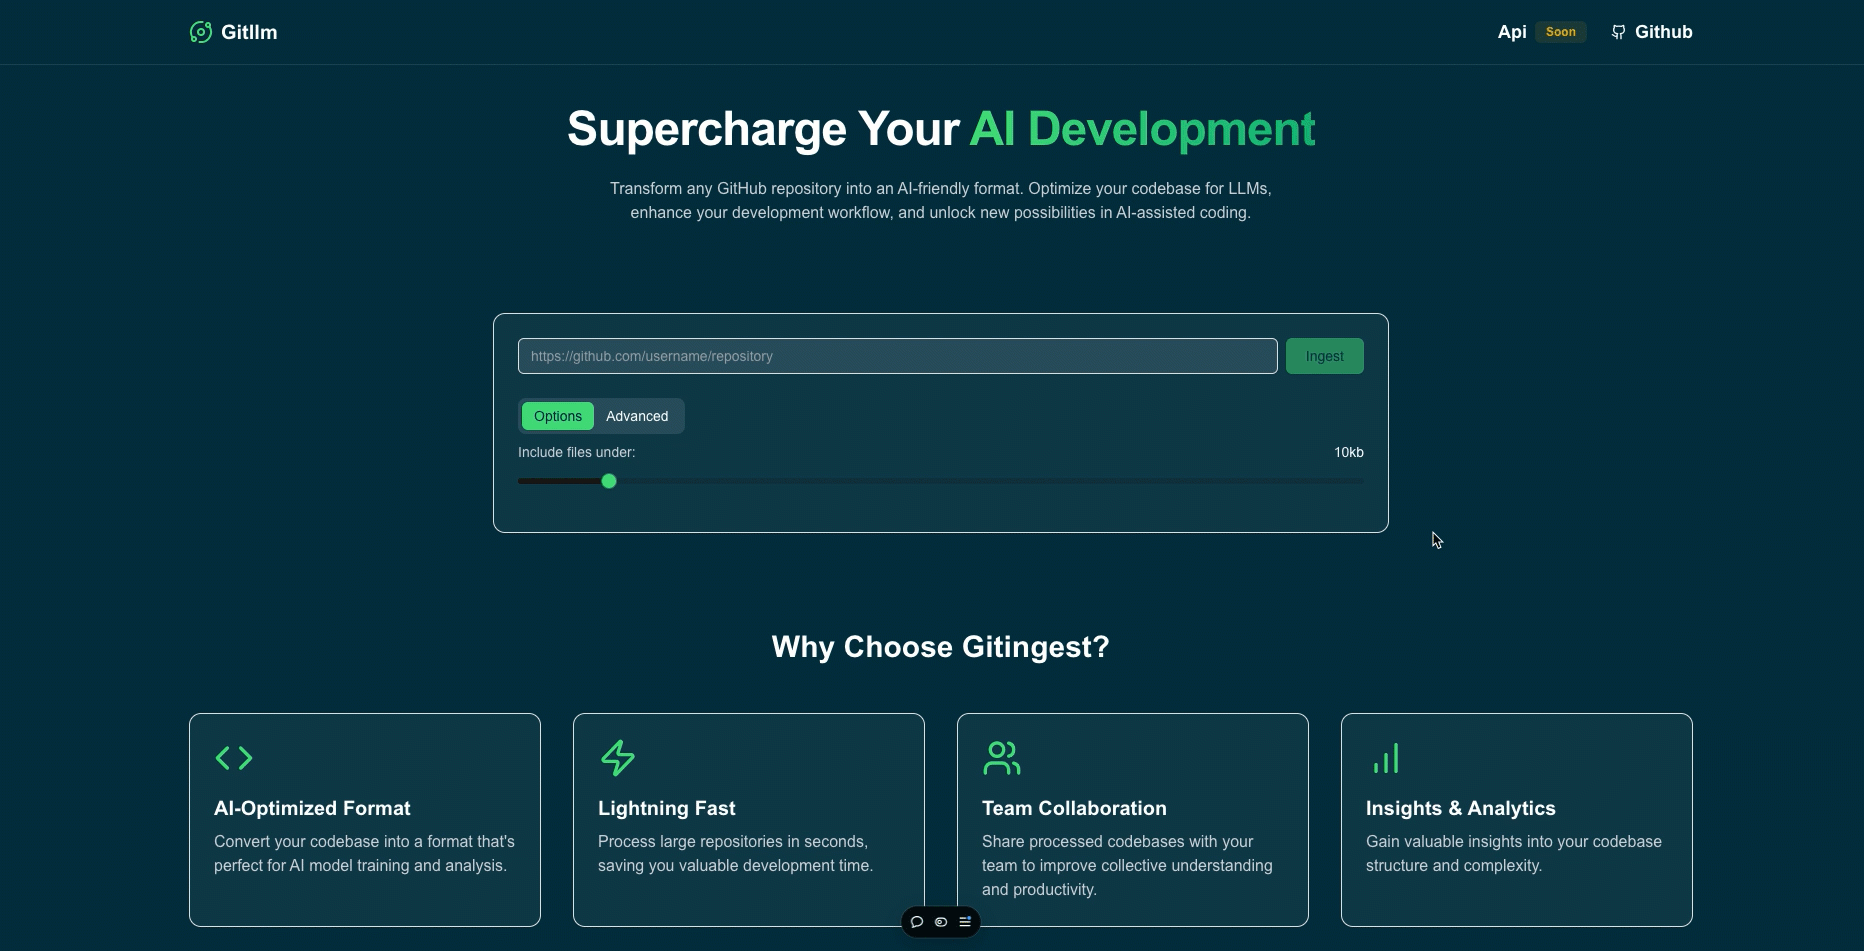 Gitllm
Api Soon Github
Supercharge Your AI Development
Transform any GitHub repository into an AI-friendly format. Optimize your codebase for LLMs,
enhance your development workflow, and unlock new possibilities in AI-assisted coding.
https://github.com/username/repository
Ingest
Options Advanced
Include files under: 10kb
Why Choose Gitingest?
AI-Optimized Format
Convert your codebase into a format that's
perfect for AI model training and analysis.
Lightning Fast
Process large repositories in seconds,
saving you valuable development time.
Team Collaboration
Share processed codebases with your
team to improve collective understanding
and productivity.
Insights & Analytics
Gain valuable insights into your codebase
structure and complexity.